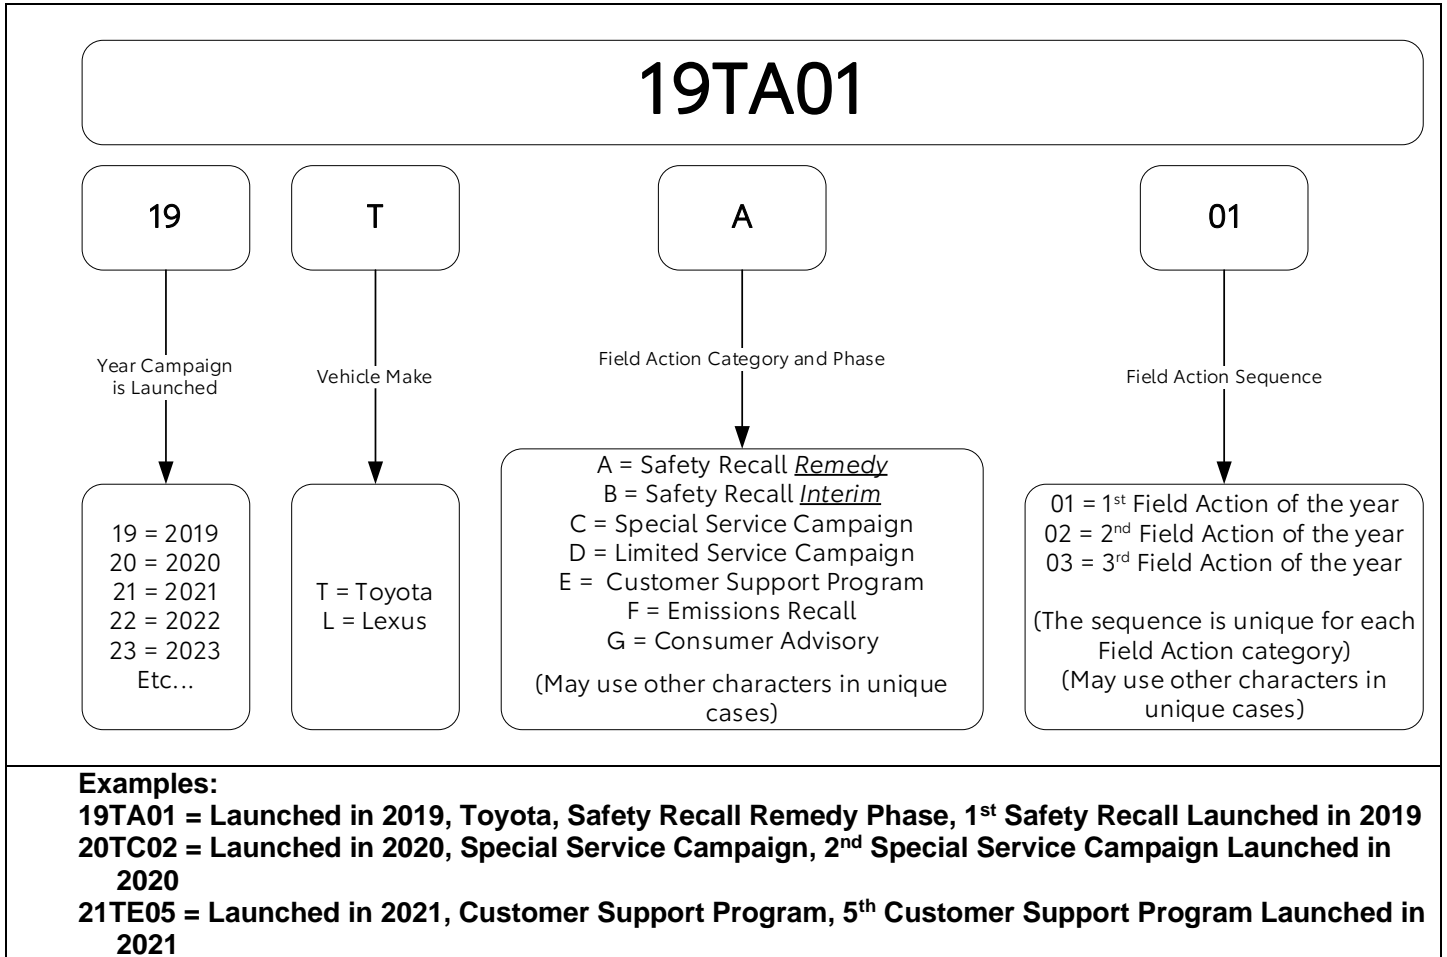 19TA01
19
T
A
01
Year Campaign
is Launched
Vehicle Make
Field Action Category and Phase
Field Action Sequence
19 = 2019
20 = 2020
21 = 2021
22 = 2022
23 = 2023
Etc...
T = Toyota
L = Lexus
A = Safety Recall Remedy
B = Safety Recall Interim
C = Special Service Campaign
D = Limited Service Campaign
E =  Customer Support Program
F = Emissions Recall
G = Consumer Advisory
(May use other characters in unique
cases)
01 = 1st Field Action of the year
02 = 2nd Field Action of the year
03 = 3rd Field Action of the year
(The sequence is unique for each
Field Action category)
(May use other characters in
unique cases)
Examples:
19TA01 = Launched in 2019, Toyota, Safety Recall Remedy Phase, 1st Safety Recall Launched in 2019
20TC02 = Launched in 2020, Special Service Campaign, 2nd Special Service Campaign Launched in
2020
21TE05 = Launched in 2021, Customer Support Program, 5th Customer Support Program Launched in
2021